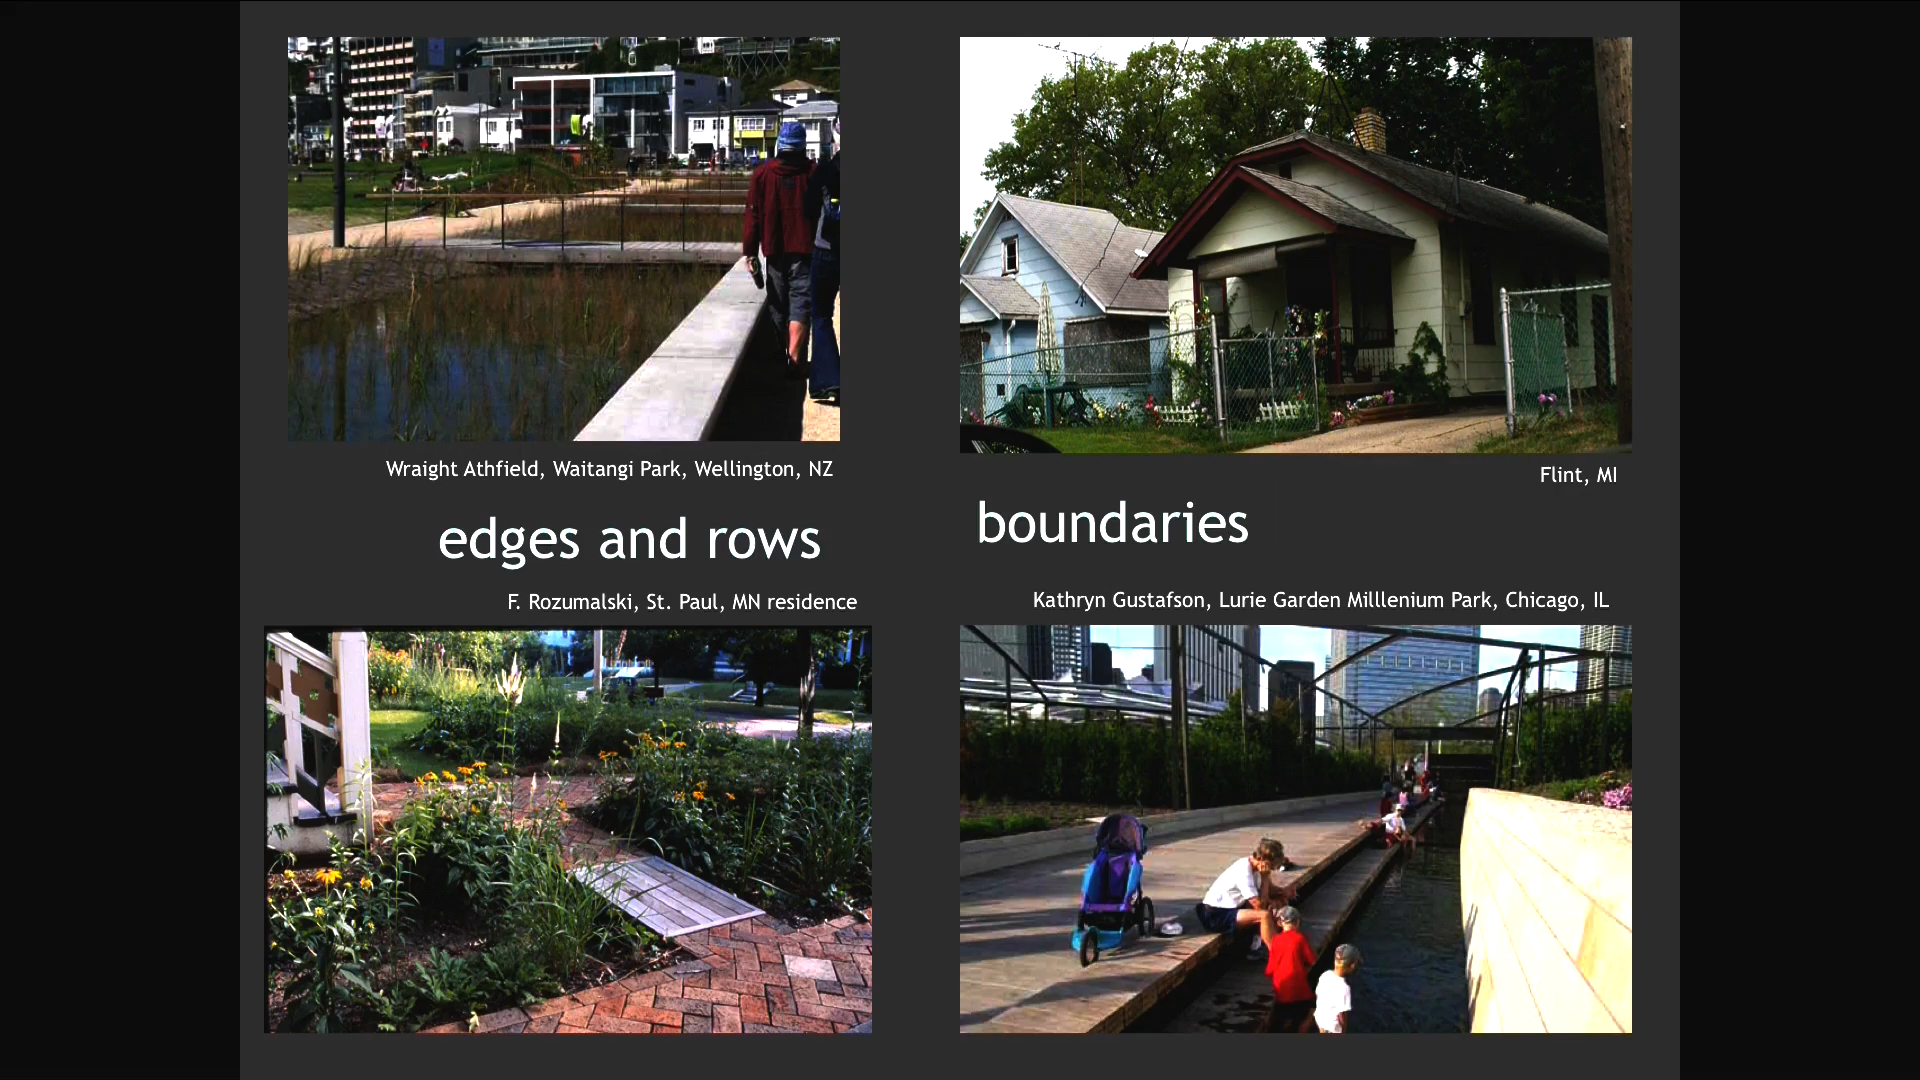 Wraight Athfield, Waitangi Park, Wellington, NZ
Flint, MI
edges and rows
boundaries
F. Rozumalski, St. Paul, MN residence
Kathryn Gustafson, Lurie Garden Milllenium Park, Chicago, IL